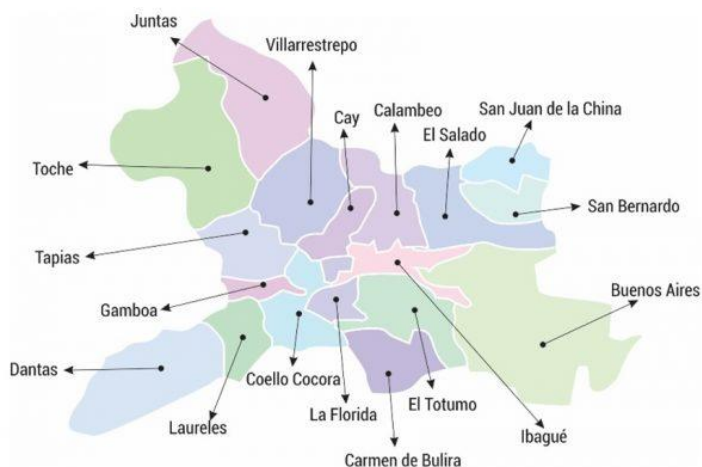 Juntas
Villarrestrepo
Cay
Calambeo
San Juan de la China
El Salado
Toche
San Bernardo
Tapias
Buenos Aires
Gamboa
Dantas
Coello Cocora
La Florida
El Totumo
Laureles
Ibagué
Carmen de Bulira